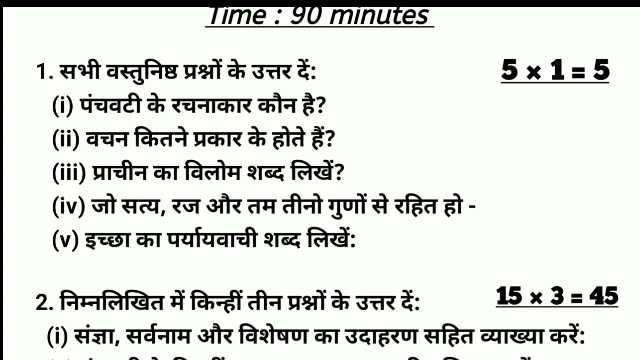 Time : 90 minutes
1. सभी वस्तुनिष्ठ प्रश्नों के उत्तर दें: 5 × 1 = 5
(i) पंचवटी के रचनाकार कौन है?
(ii) वचन कितने प्रकार के होते हैं?
(iii) प्राचीन का विलोम शब्द लिखें?
(iv) जो सत्य, रज और तम तीनो गुणों से रहित हो -
(v) इच्छा का पर्यायवाची शब्द लिखें:
2. निम्नलिखित में किन्हीं तीन प्रश्नों के उत्तर दें: 15 × 3 = 45
(i) संज्ञा, सर्वनाम और विशेषण का उदाहरण सहित व्याख्या करें: